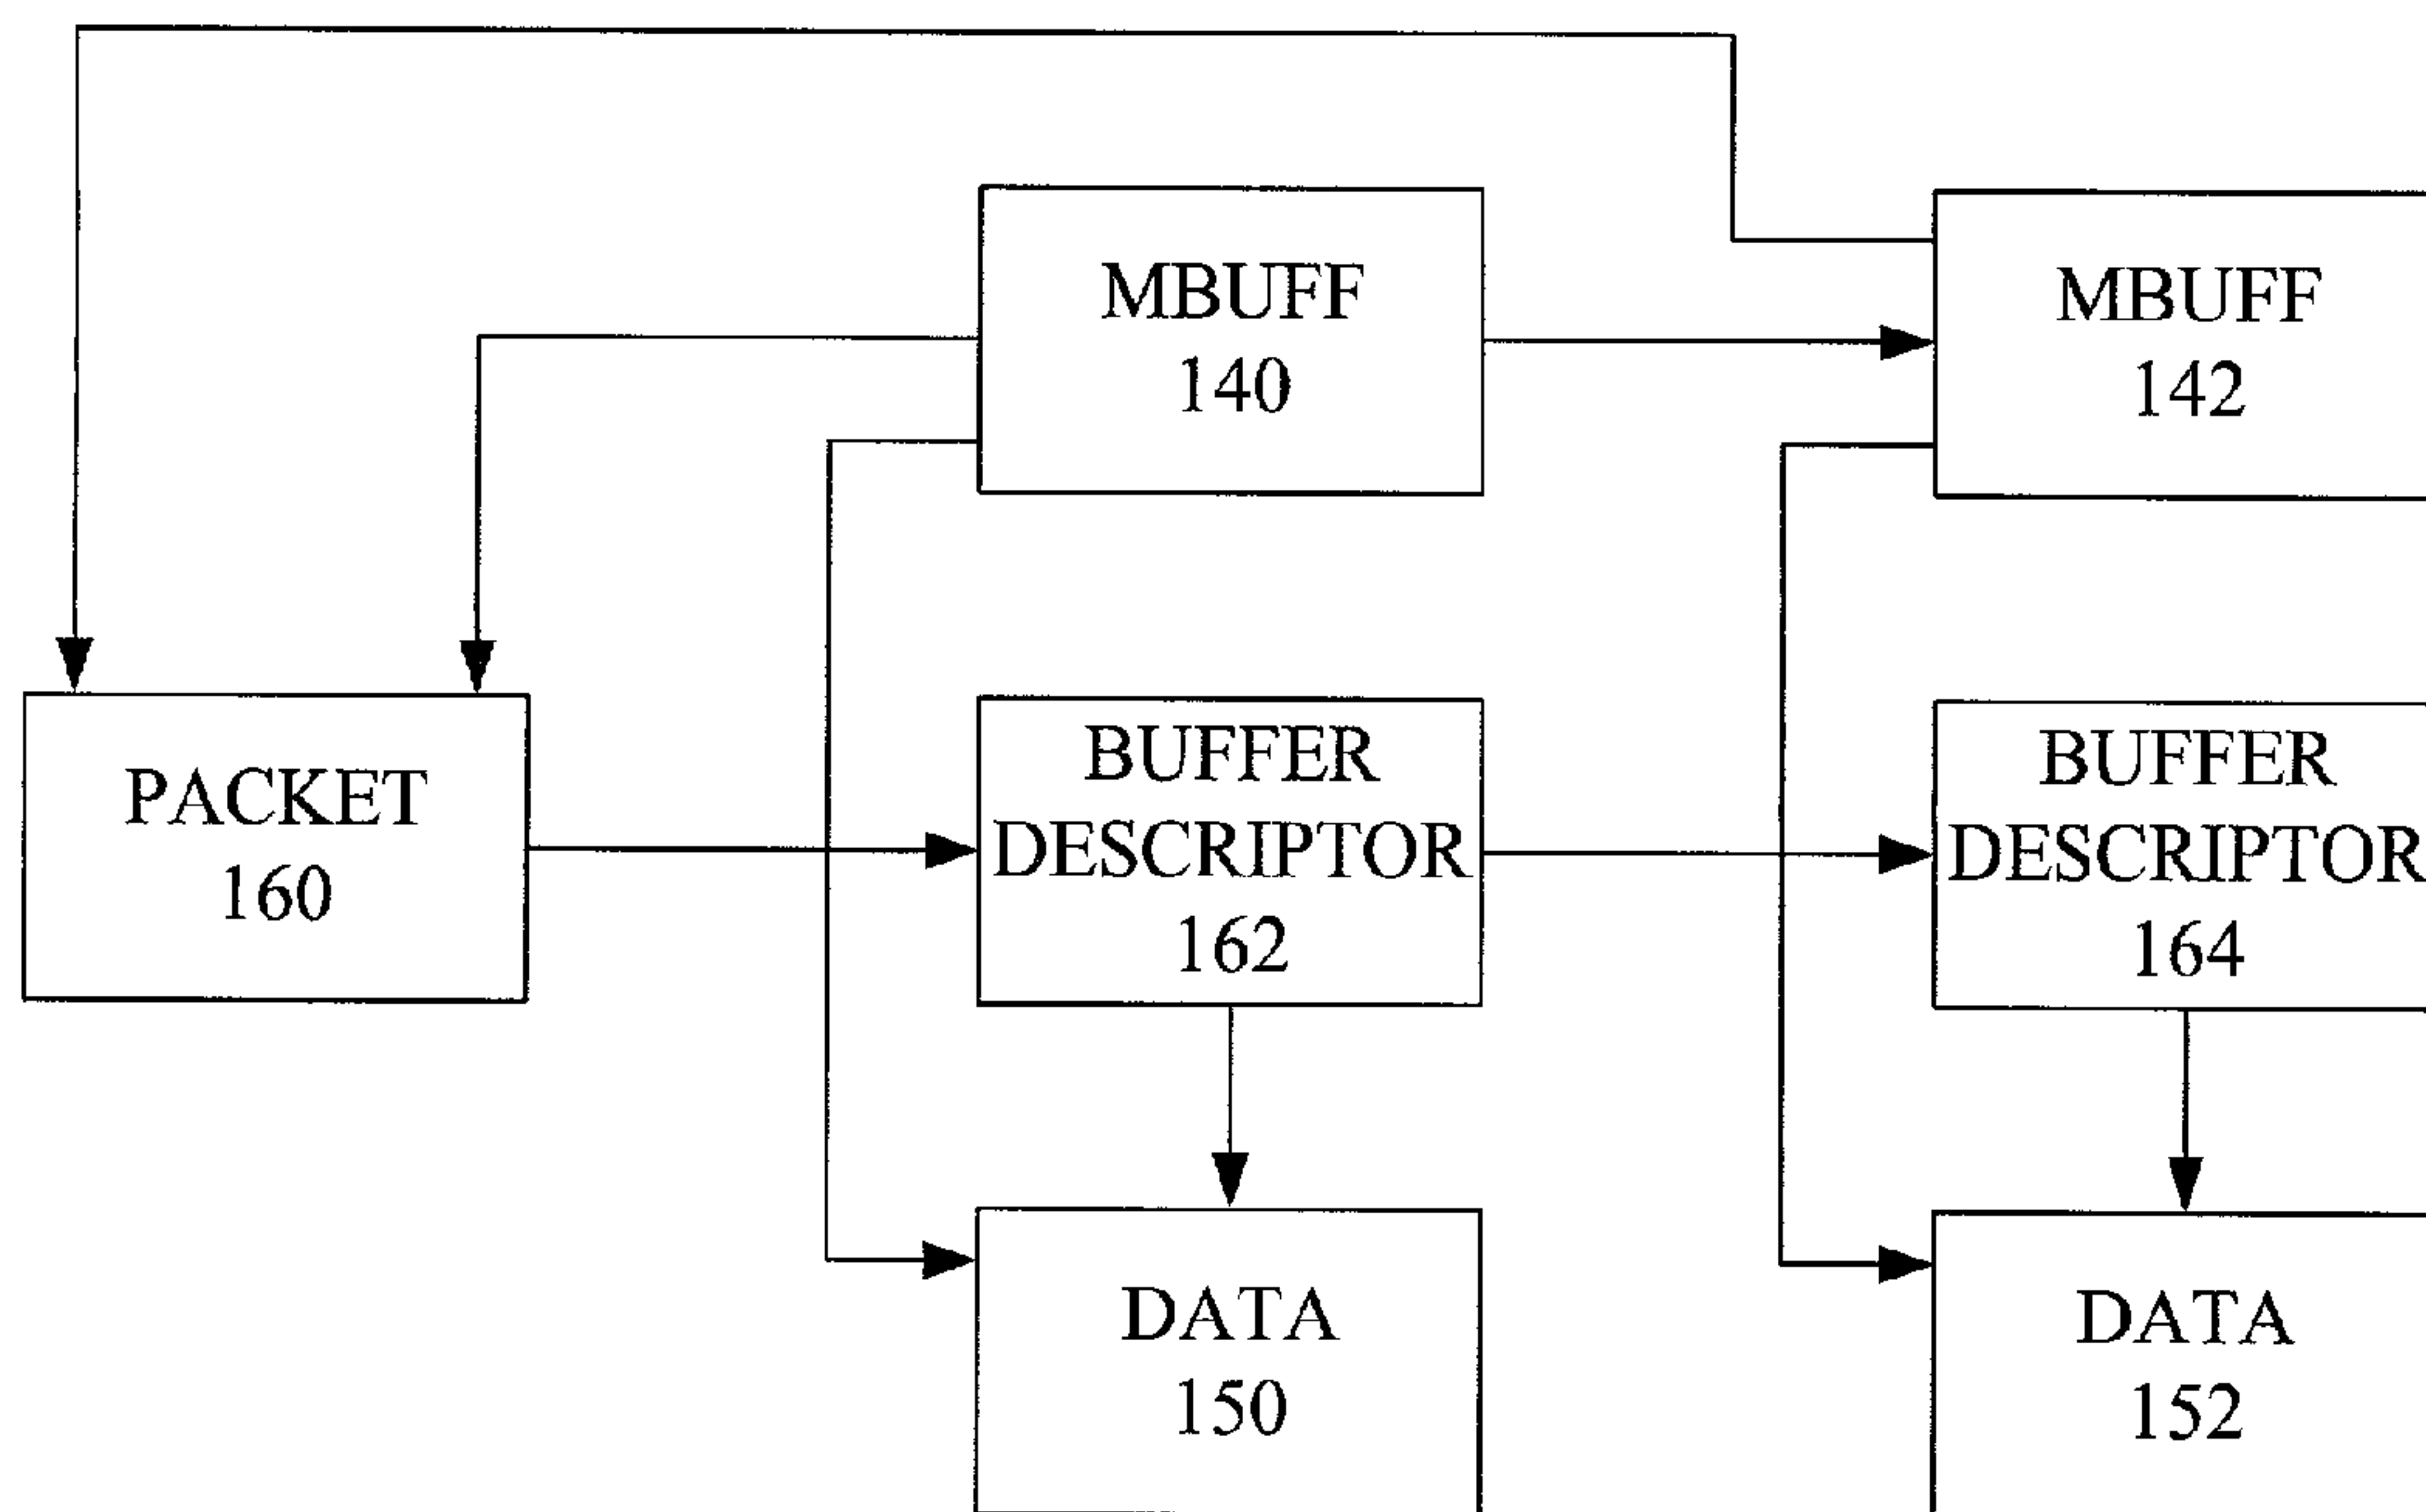 MBUFF
140
MBUFF
142
PACKET
160
BUFFER
DESCRIPTOR
162
BUFFER
DESCRIPTOR
164
DATA
150
DATA
152